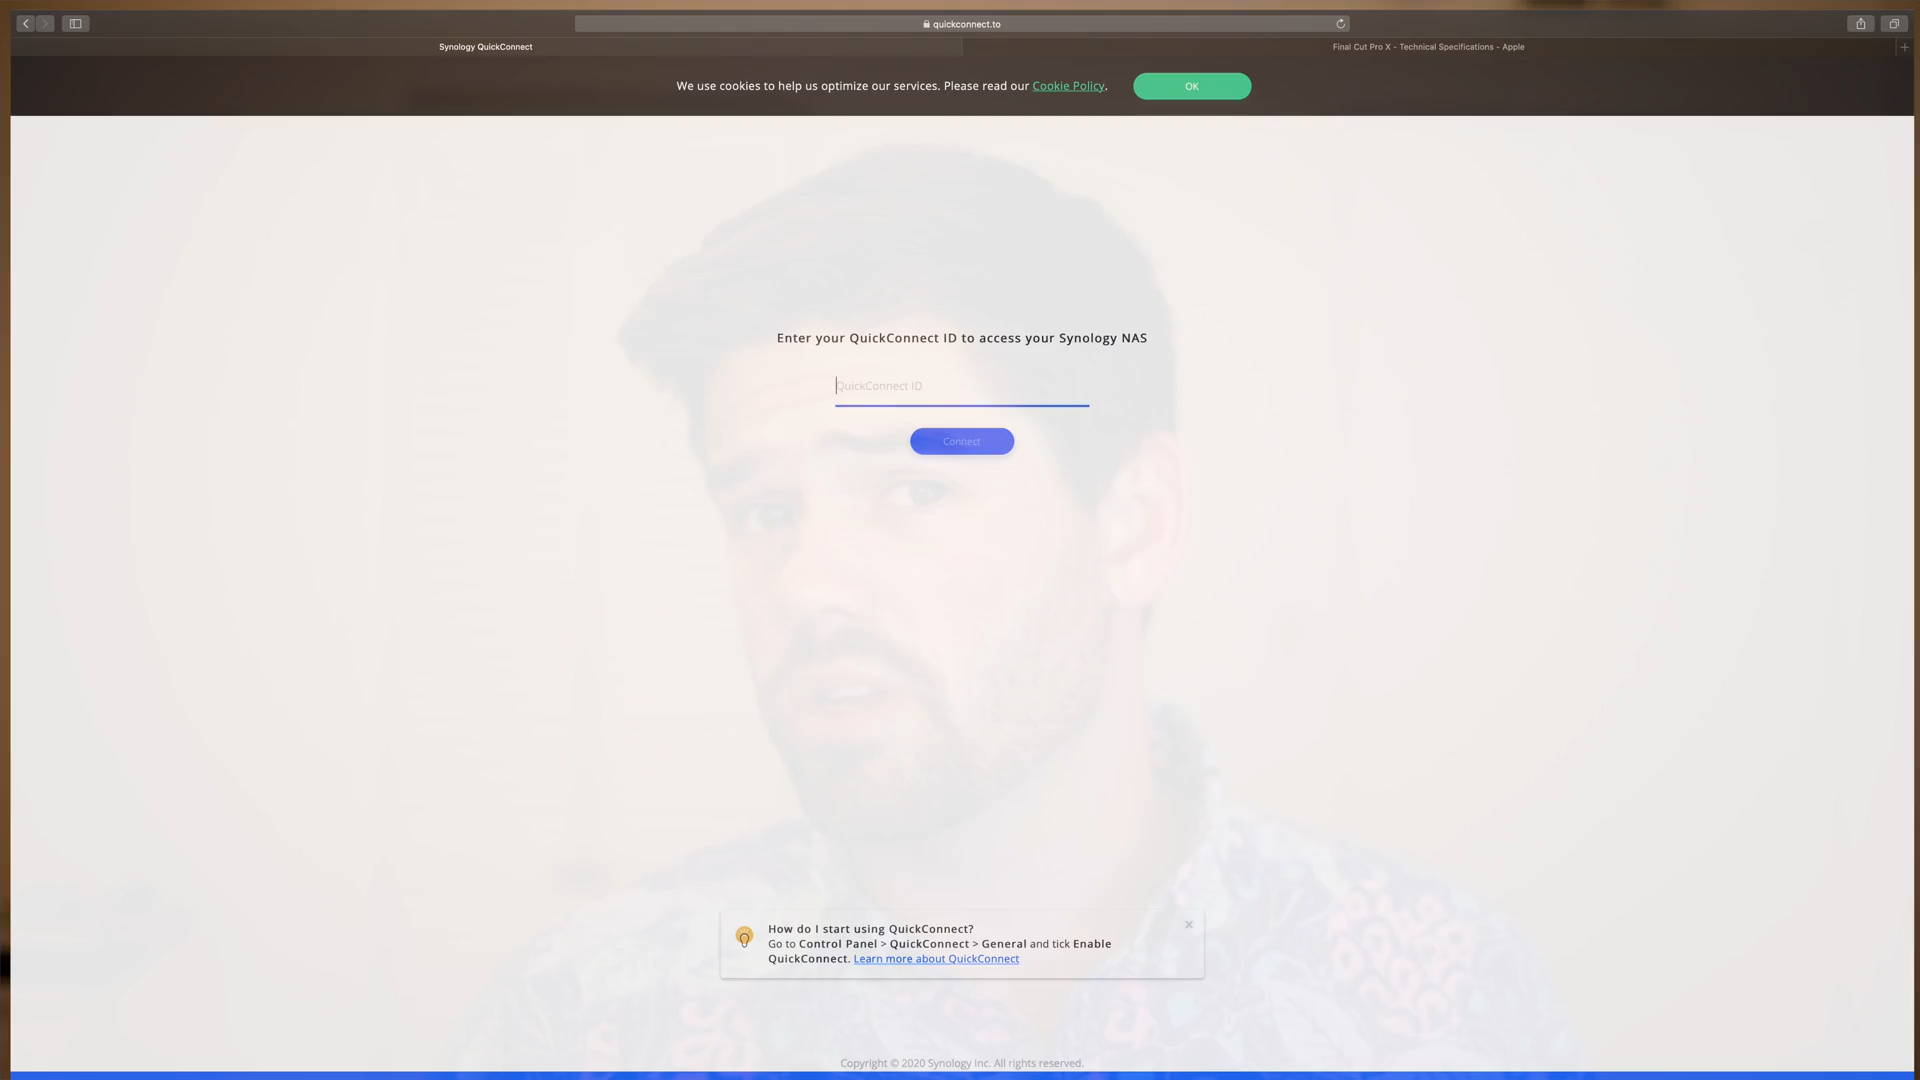 quickconnect.to
Synology QuickConnect
Final Cut Pro X - Technical Specifications - Apple
We use cookies to help us optimize our services. Please read our Cookie Policy.
OK
Enter your QuickConnect ID to access your Synology NAS
QuickConnect ID
Connect
How do I start using QuickConnect?
Go to Control Panel > QuickConnect > General and tick Enable
QuickConnect. Learn more about QuickConnect
Copyright © 2020 Synology Inc. All rights reserved.